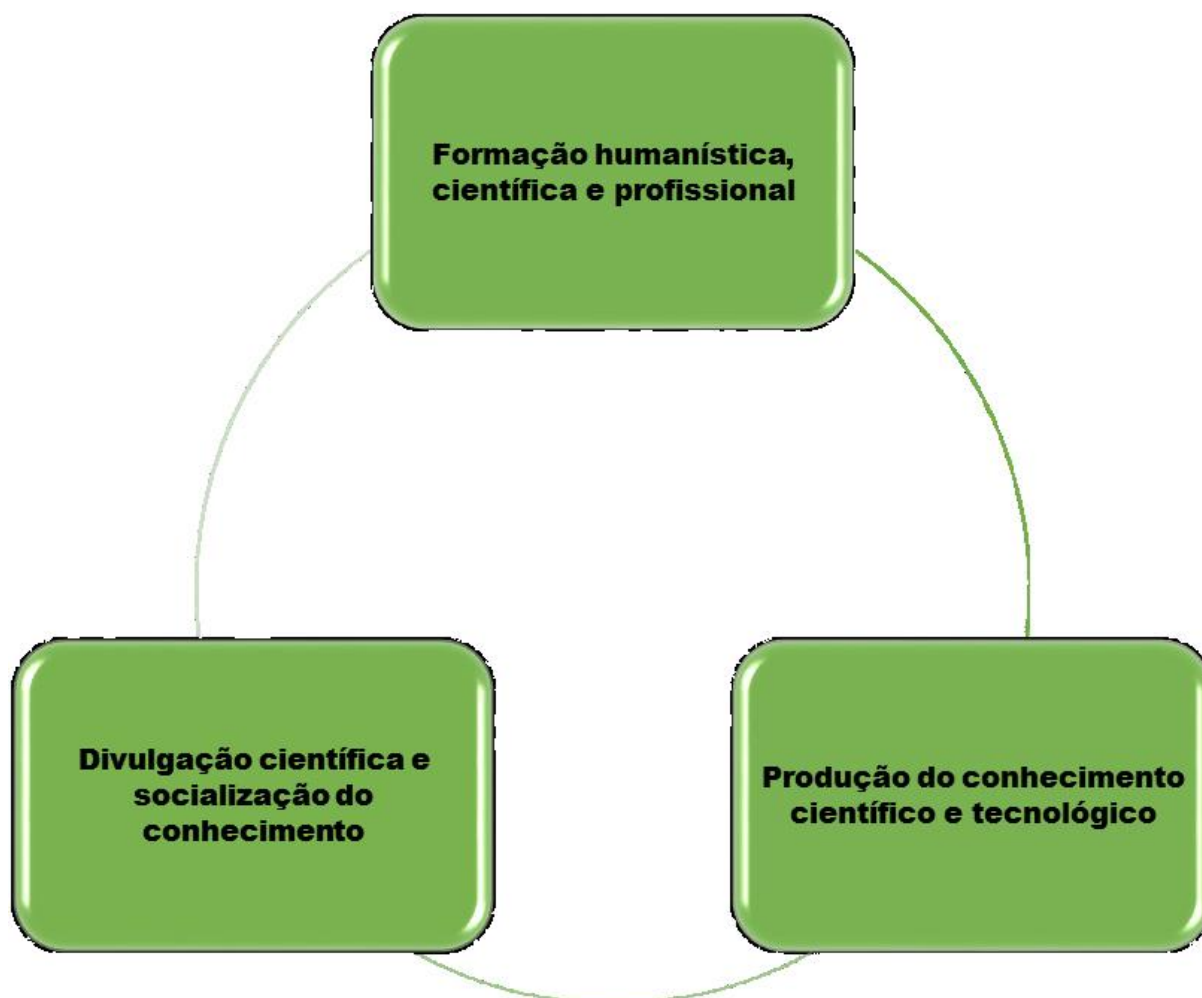 Formação humanística,
científica e profissional
Divulgação científica e
socialização do
conhecimento
Produção do conhecimento
científico e tecnológico